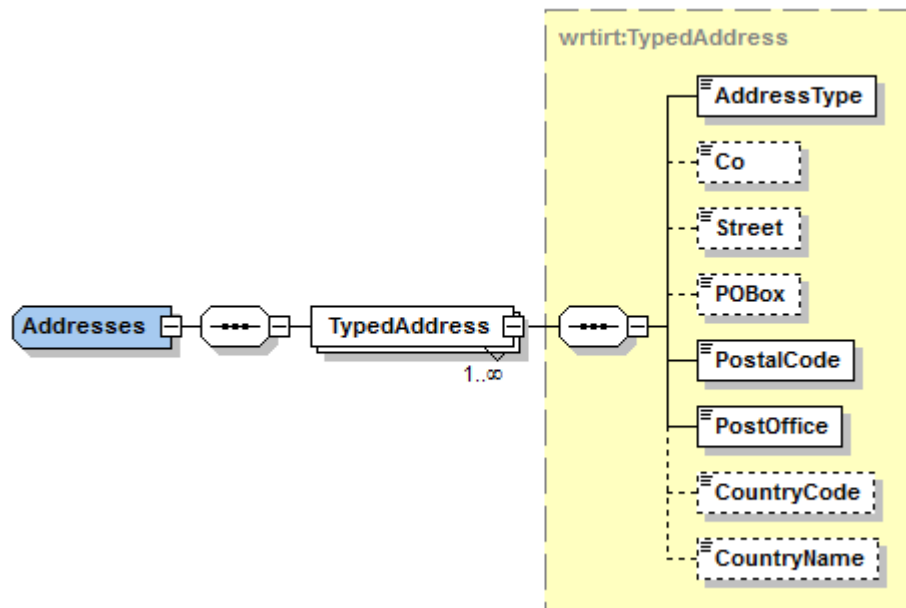 wrtirt:TypedAddress
AddressType
Co
Street
POBox
Addresses
TypedAddress
1..∞
PostalCode
PostOffice
CountryCode
CountryName